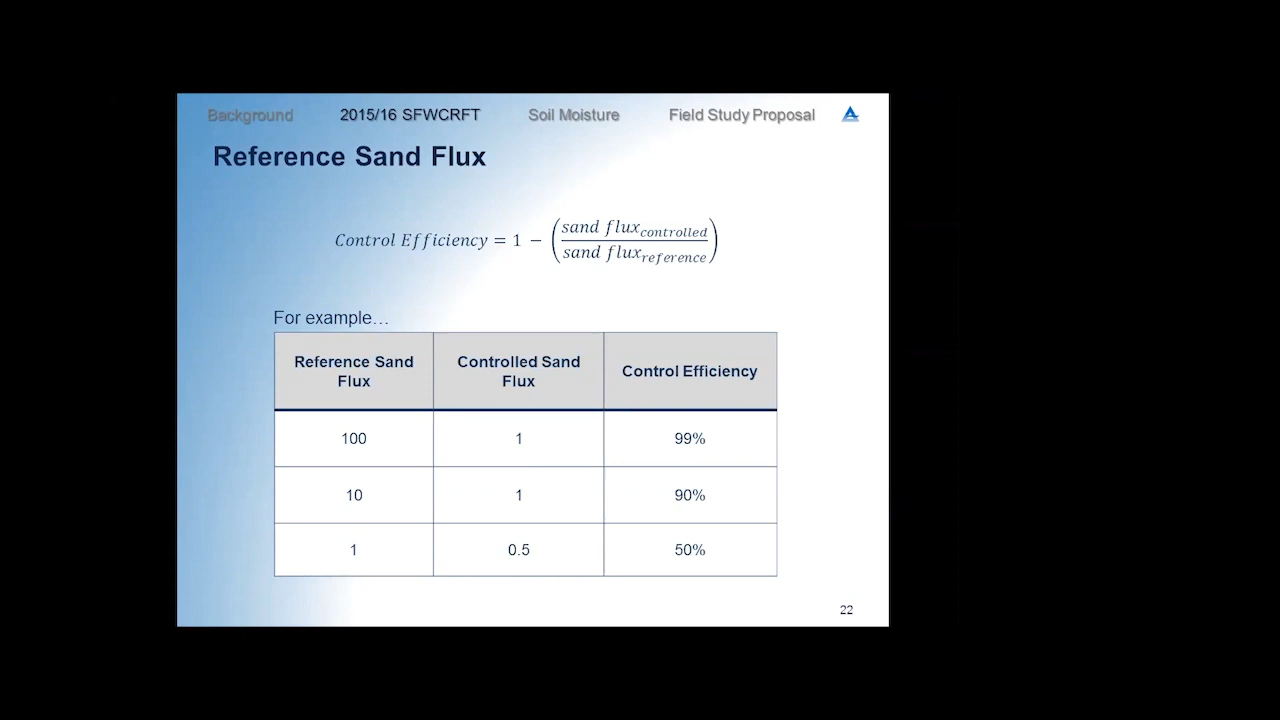 Background 2015/16 SFWCRFT Soil Moisture Field Study Proposal
Reference Sand Flux
Control Efficiency = 1 − (sand flux_controlled / sand flux_reference)
For example…
Reference Sand Flux Controlled Sand Flux Control Efficiency
100 1 99%
10 1 90%
1 0.5 50%
22